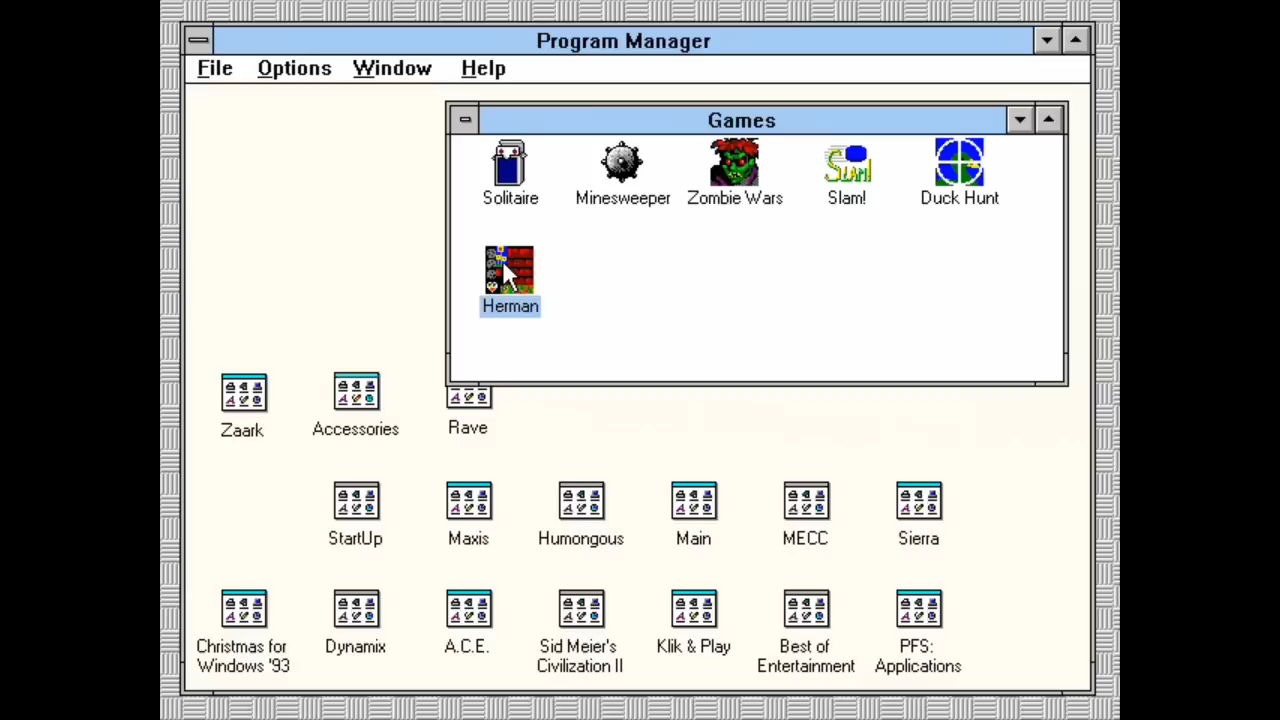 Program Manager
File Options Window Help
Games
Solitaire Minesweeper Zombie Wars Slam! Duck Hunt
Herman
Zaark Accessories Rave
StartUp Maxis Humongous Main MECC Sierra
Christmas for Windows '93 Dynamix A.C.E. Sid Meier's Civilization II Klik & Play Best of Entertainment PFS: Applications